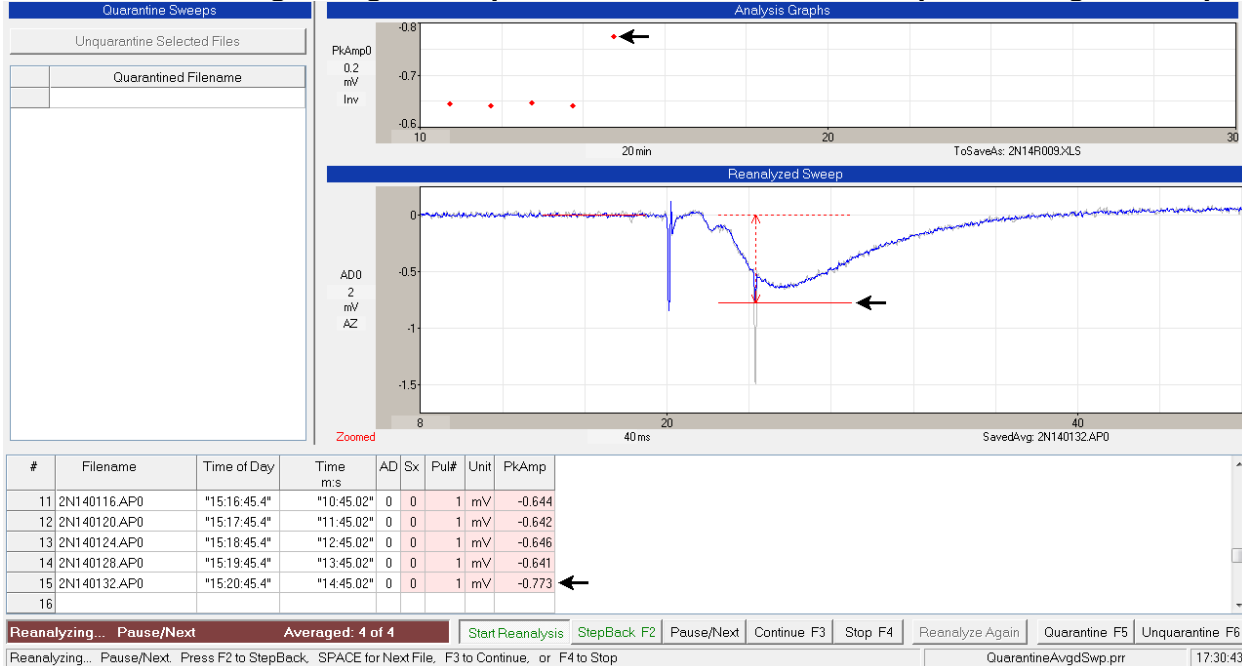 Quarantine Sweeps
Unquarantine Selected Files
Quarantined Filename
Analysis Graphs
PkAmp0
0.2
mV
Inv
-0.8
-0.7
-0.6
10 20 30
20 min ToSaveAs: 2N14R009.XLS
Reanalyzed Sweep
AD0
2
mV
AZ
0
-0.5
-1
-1.5
8 20 40
Zoomed 40 ms SavedAvg: 2N140132.AP0
# Filename Time of Day Time m:s AD Sx Pul# Unit PkAmp
11 2N140116.AP0 "15:16:45.4" "10:45.02" 0 0 1 mV -0.644
12 2N140120.AP0 "15:17:45.4" "11:45.02" 0 0 1 mV -0.642
13 2N140124.AP0 "15:18:45.4" "12:45.02" 0 0 1 mV -0.646
14 2N140128.AP0 "15:19:45.4" "13:45.02" 0 0 1 mV -0.641
15 2N140132.AP0 "15:20:45.4" "14:45.02" 0 0 1 mV -0.773
16
Reanalyzing... Pause/Next Averaged: 4 of 4 Start Reanalysis StepBack F2 Pause/Next Continue F3 Stop F4 Reanalyze Again Quarantine F5 Unquarantine F6
Reanalyzing... Pause/Next. Press F2 to StepBack, SPACE for Next File, F3 to Continue, or F4 to Stop QuarantineAvgdSwp.prr 17:30:43